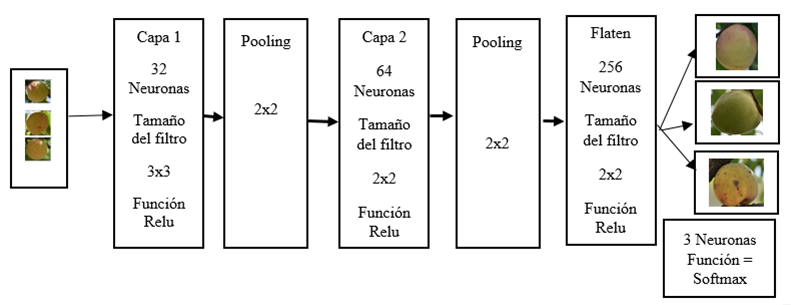 Capa 1
32
Neuronas
Tamaño
del filtro
3x3
Función
Relu
Pooling
2x2
Capa 2
64
Neuronas
Tamaño
del filtro
2x2
Función
Relu
Pooling
2x2
Flaten
256
Neuronas
Tamaño
del filtro
2x2
Función
Relu
3 Neuronas
Función =
Softmax